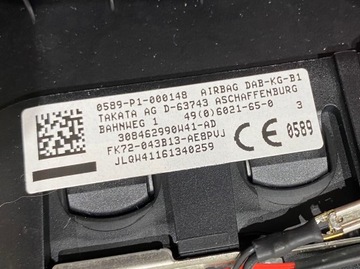 0589-P1-000148 AIRBAG DAB-KG-B1
TAKATA AG D-63743 ASCHAFFENBURG
BAHNWEG 1 49(0)6021-65-0 3
308462990W41-AD
FK72-043B13-AE8PVJ
JLQW41161340259
CE 0589